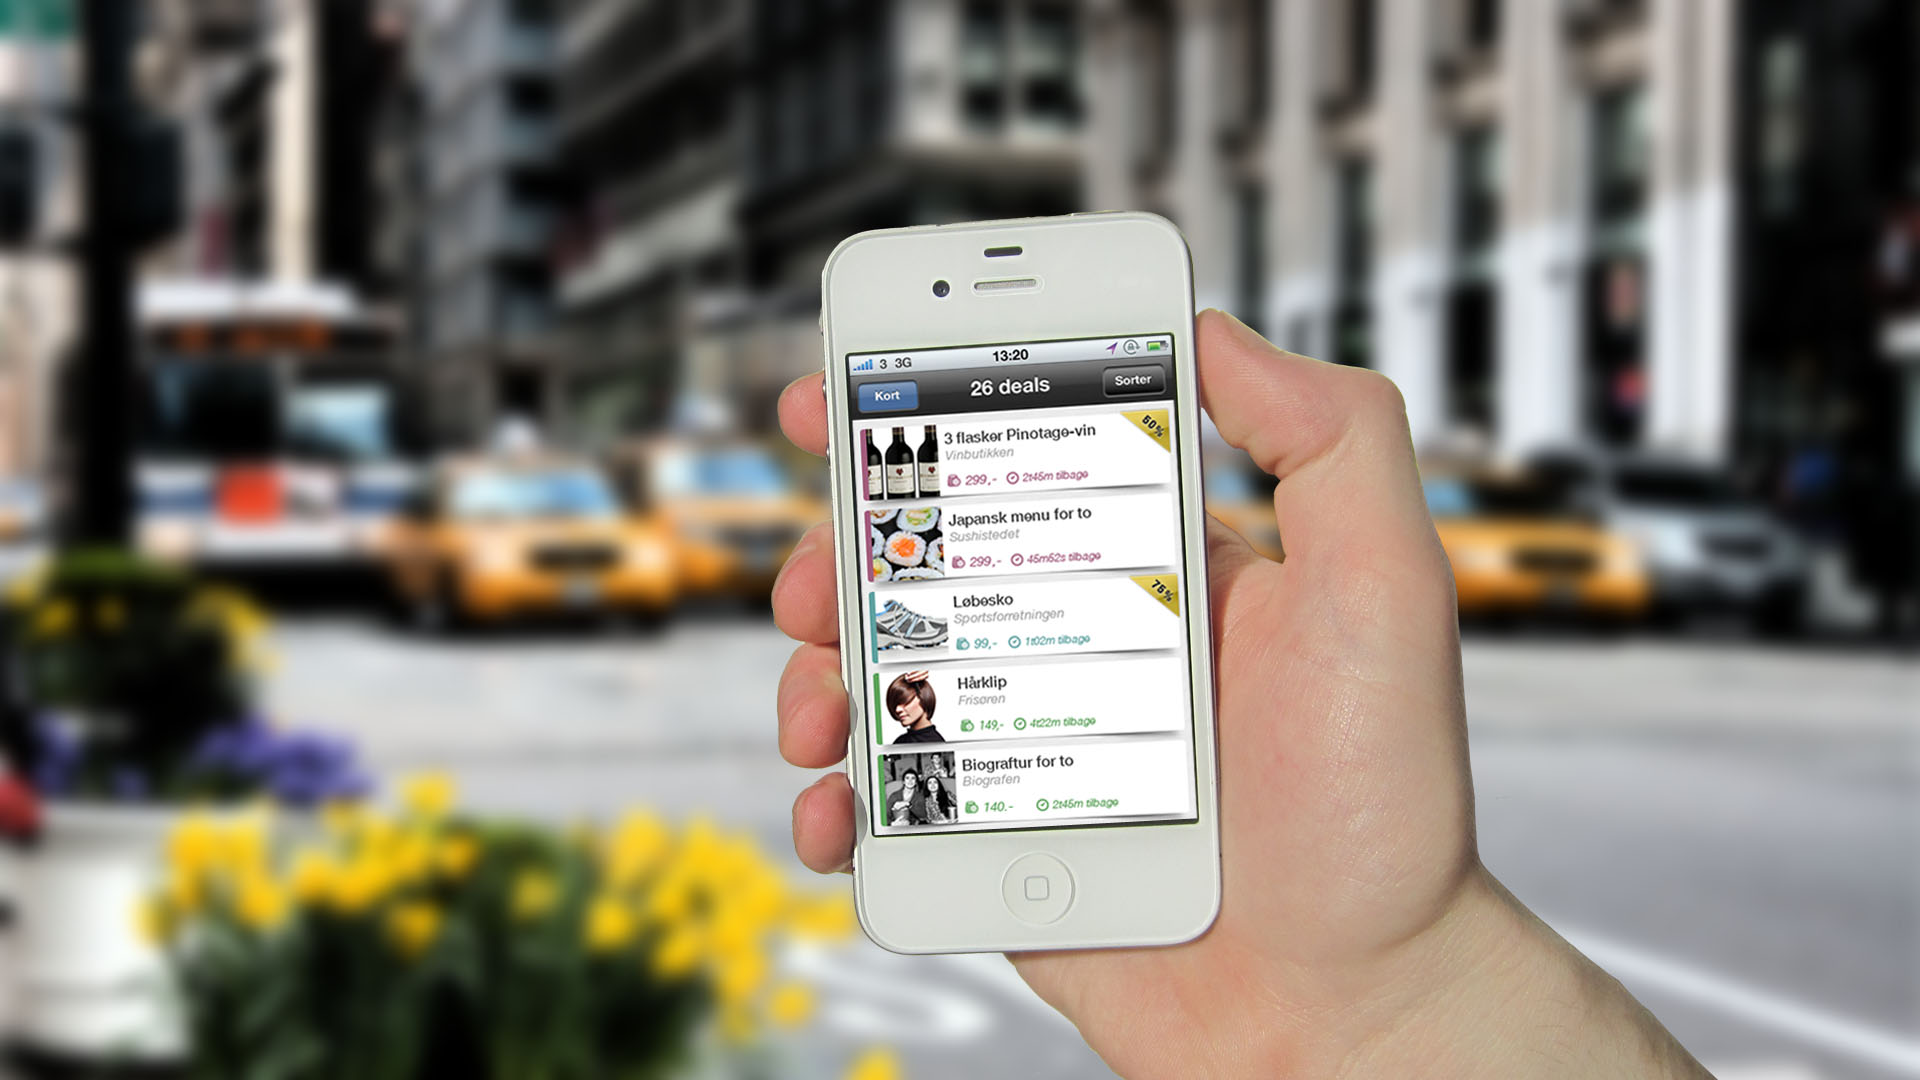 3 3G 13:20
Kort 26 deals Sorter
3 flasker Pinotage-vin 50%
Vinbutikken
299,- 2t45m tilbage
Japansk menu for to
Sushistedet
299,- 45m52s tilbage
Løbesko 75%
Sportsforretningen
99,- 1t02m tilbage
Hårklip
Frisøren
149,- 4t22m tilbage
Biograftur for to
Biografen
140.- 2t45m tilbage